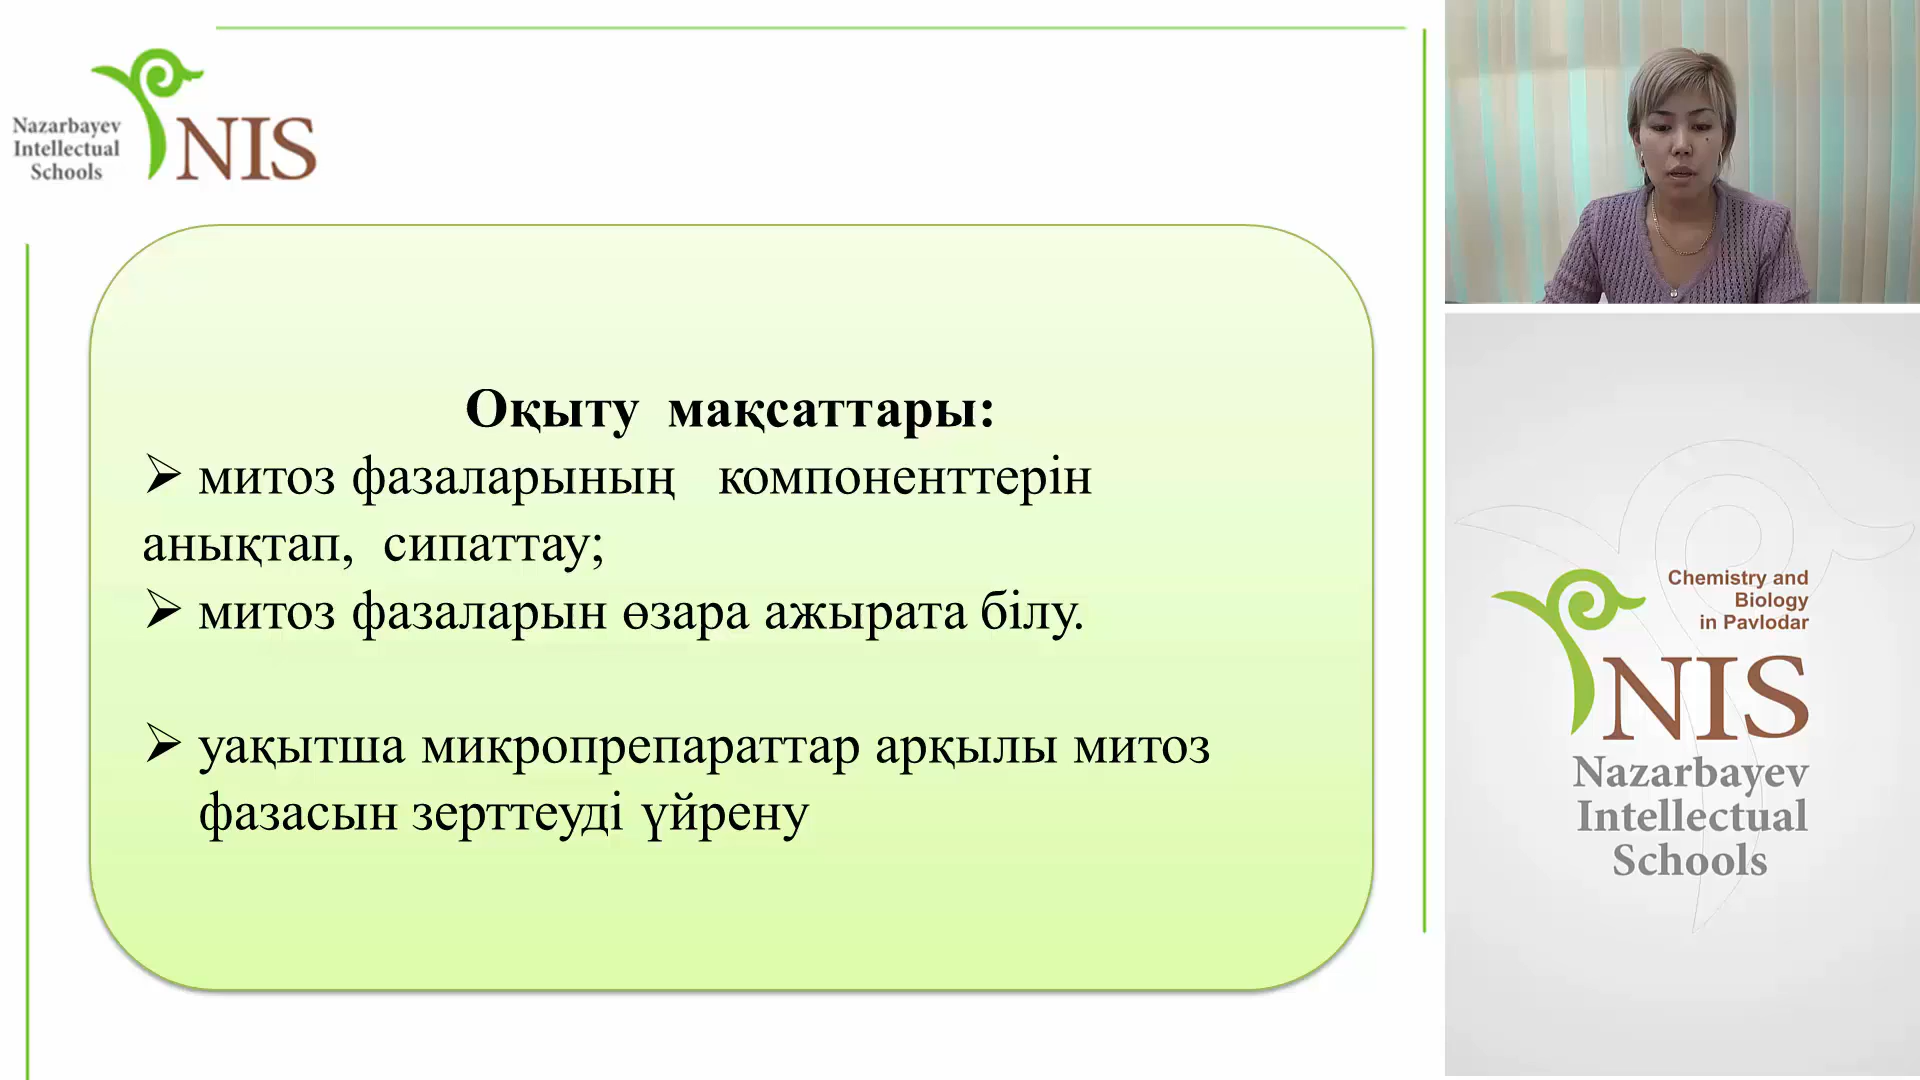 Nazarbayev
Intellectual
Schools
NIS
Оқыту мақсаттары:
митоз фазаларының компоненттерін
анықтап, сипаттау;
митоз фазаларын өзара ажырата білу.
уақытша микропрепараттар арқылы митоз
фазасын зерттеуді үйрену
Chemistry and
Biology
in Pavlodar
NIS
Nazarbayev
Intellectual
Schools